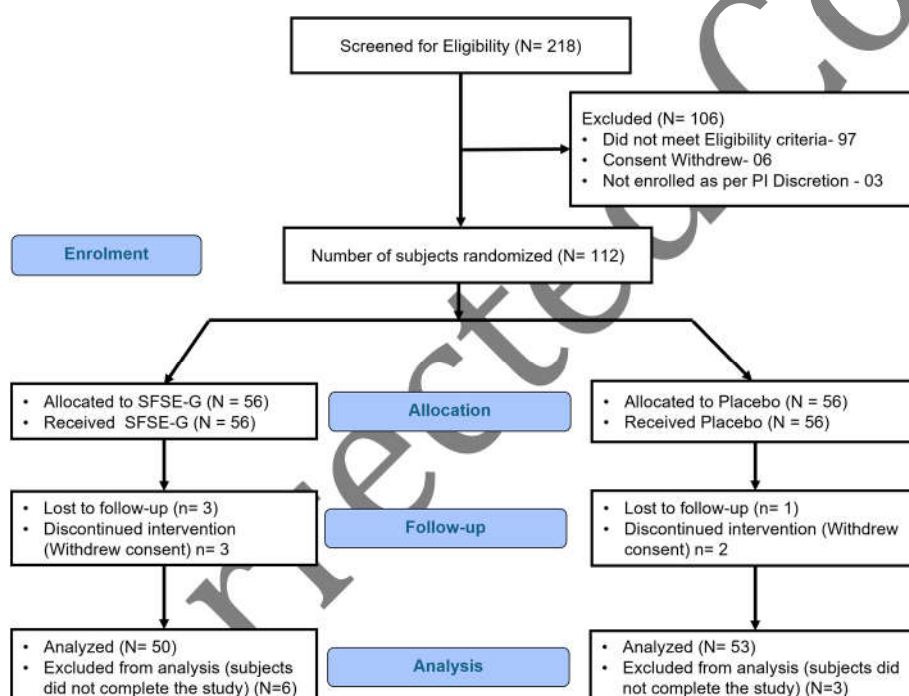 Screened for Eligibility (N= 218)
Excluded (N= 106)
• Did not meet Eligibility criteria- 97
• Consent Withdrew- 06
• Not enrolled as per PI Discretion - 03
Enrolment
Number of subjects randomized (N= 112)
• Allocated to SFSE-G (N = 56)
• Received SFSE-G (N = 56)
Allocation
• Allocated to Placebo (N = 56)
• Received Placebo (N = 56)
• Lost to follow-up (n= 3)
• Discontinued intervention
(Withdrew consent) n= 3
Follow-up
• Lost to follow-up (n= 1)
• Discontinued intervention
(Withdrew consent) n= 2
• Analyzed (N= 50)
• Excluded from analysis (subjects
did not complete the study) (N=6)
Analysis
• Analyzed (N= 53)
• Excluded from analysis (subjects
did not complete the study) (N=3)
rrected Co